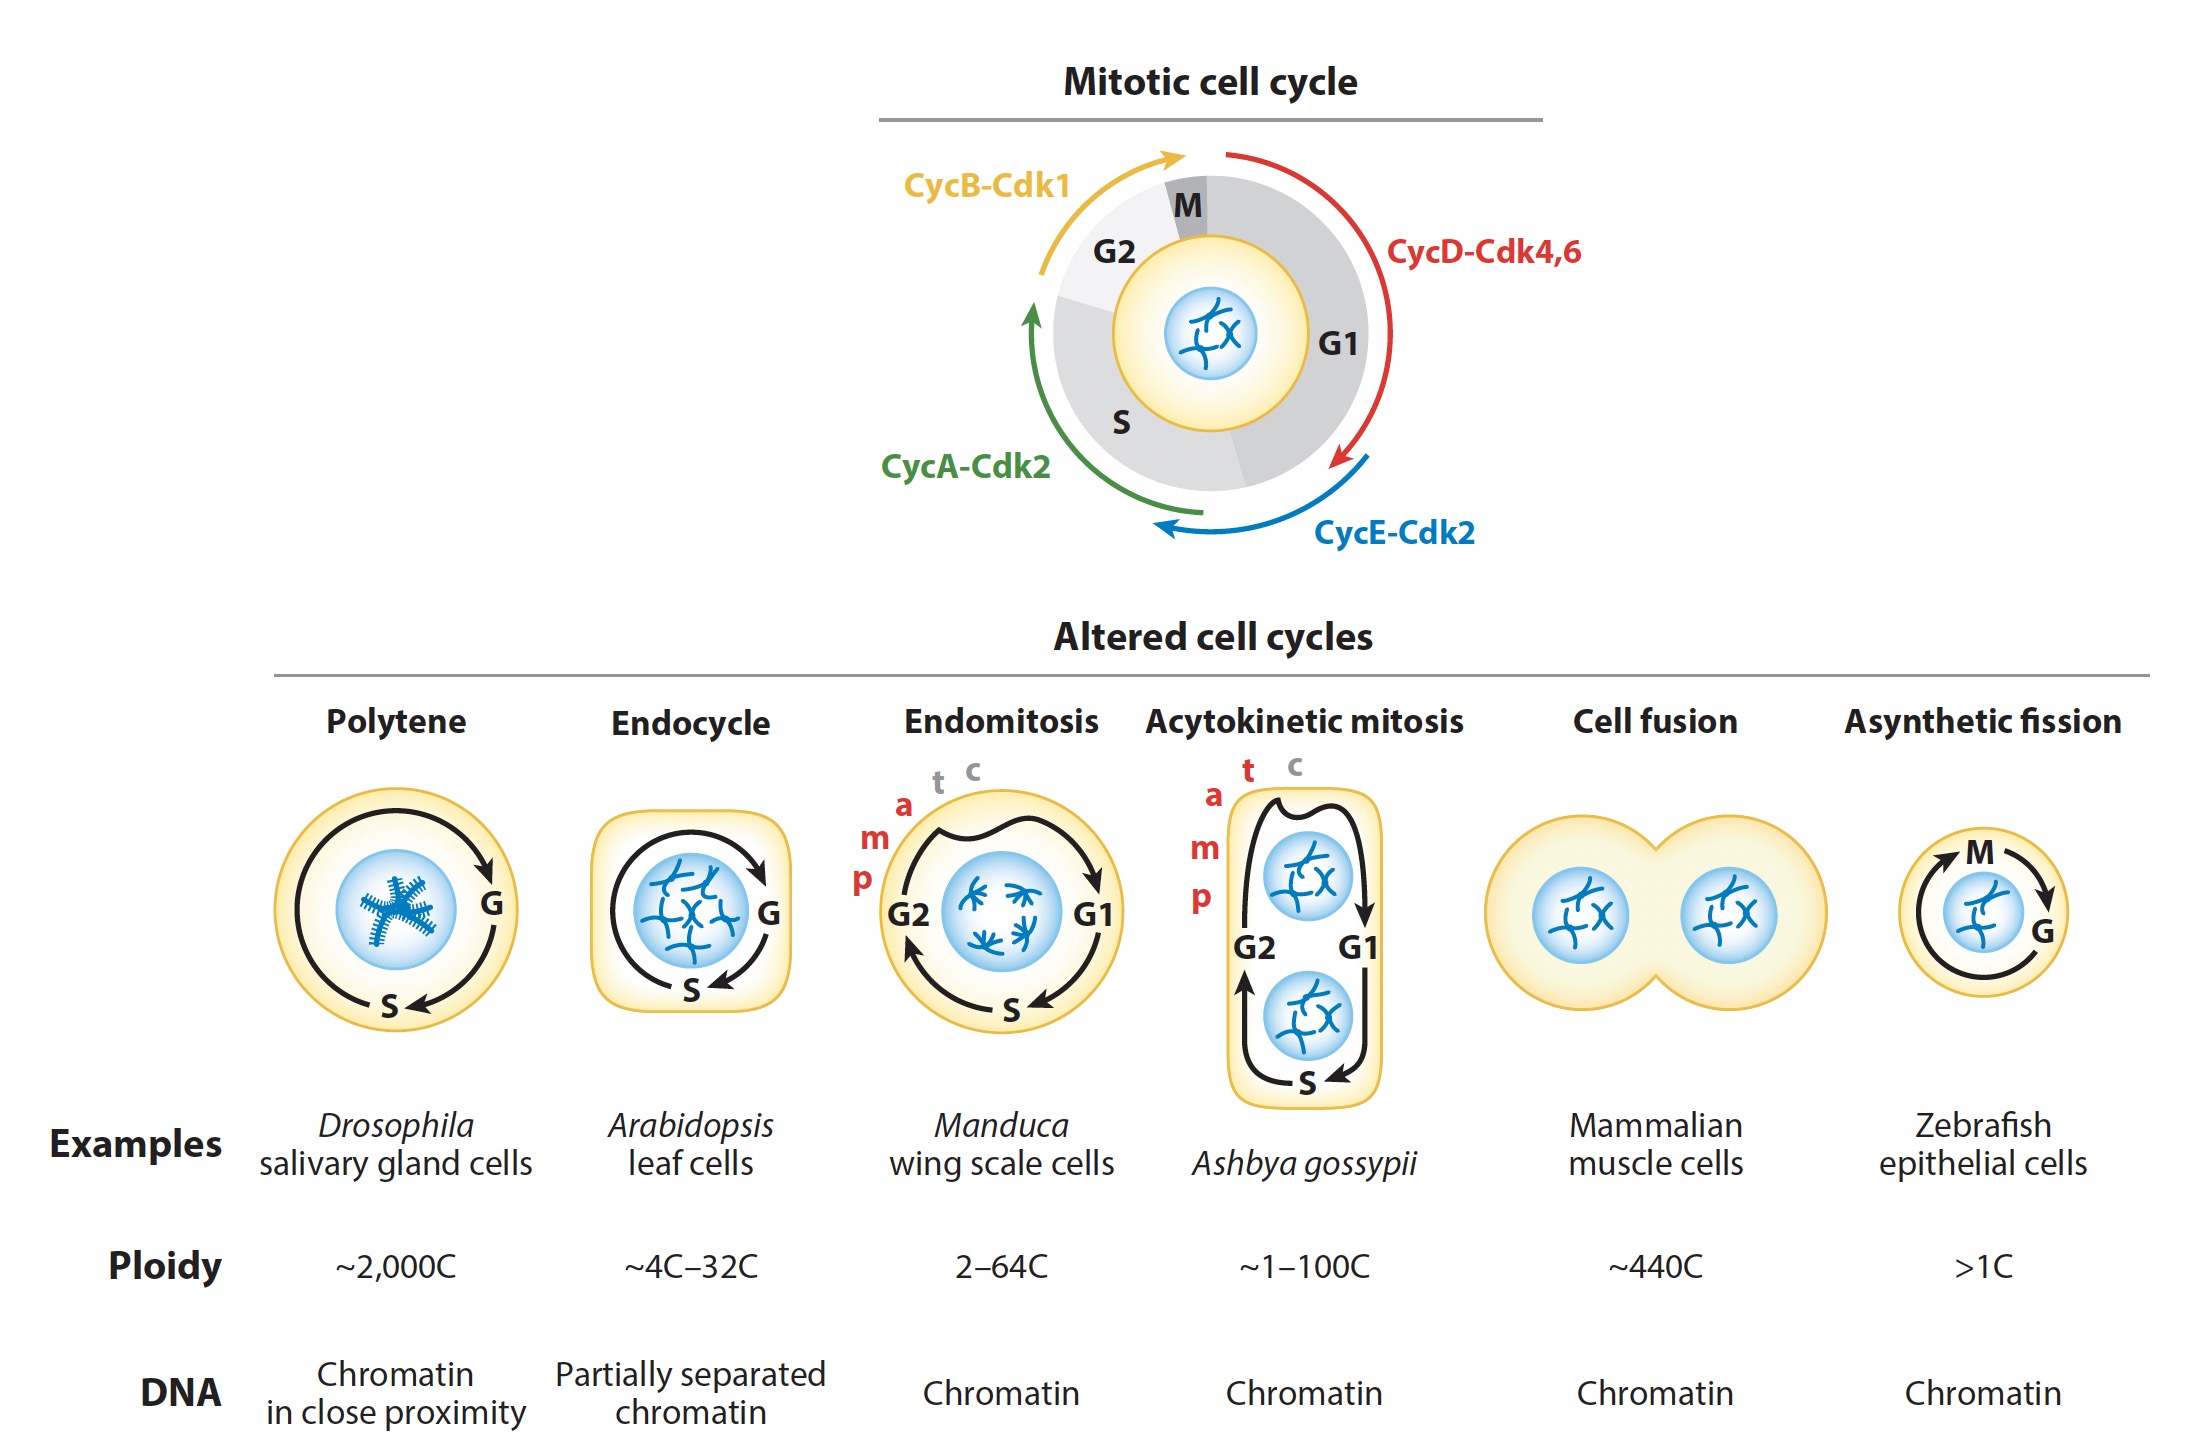 Mitotic cell cycle
CycB-Cdk1
M
G2
CycD-Cdk4,6
G1
S
CycA-Cdk2
CycE-Cdk2
Altered cell cycles
Polytene
Endocycle
Endomitosis
Acytokinetic mitosis
Cell fusion
Asynthetic fission
G
S
G
S
p
m
a
t
c
G2
G1
S
p
m
a
t
c
G2
G1
S
M
G
Examples
Drosophila
salivary gland cells
Arabidopsis
leaf cells
Manduca
wing scale cells
Ashbya gossypii
Mammalian
muscle cells
Zebrafish
epithelial cells
Ploidy
~2,000C
~4C–32C
2–64C
~1–100C
~440C
>1C
DNA
Chromatin
in close proximity
Partially separated
chromatin
Chromatin
Chromatin
Chromatin
Chromatin